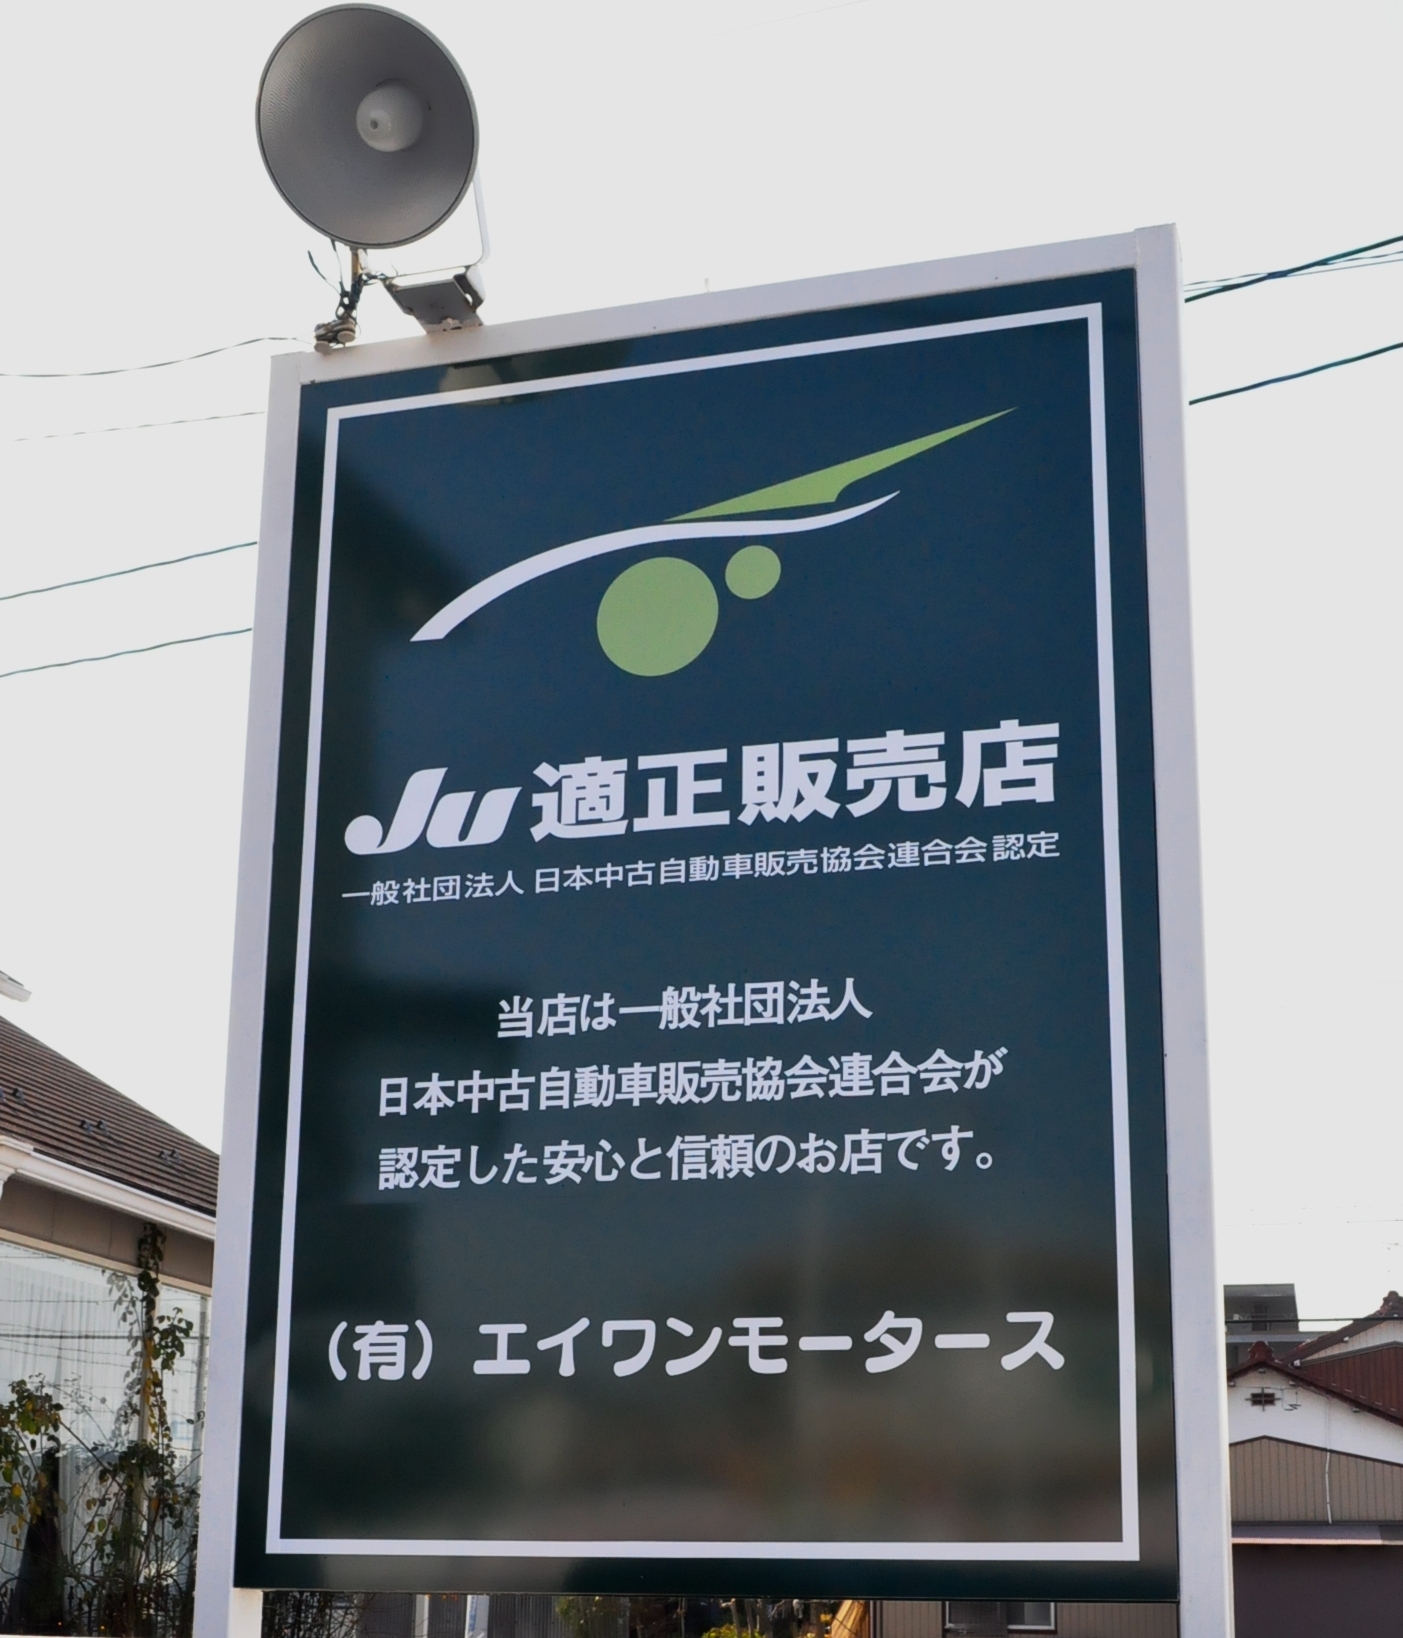 Ju 適正販売店
一般社団法人 日本中古自動車販売協会連合会 認定
当店は一般社団法人
日本中古自動車販売協会連合会が
認定した安心と信頼のお店です。
（有）エイワンモータース